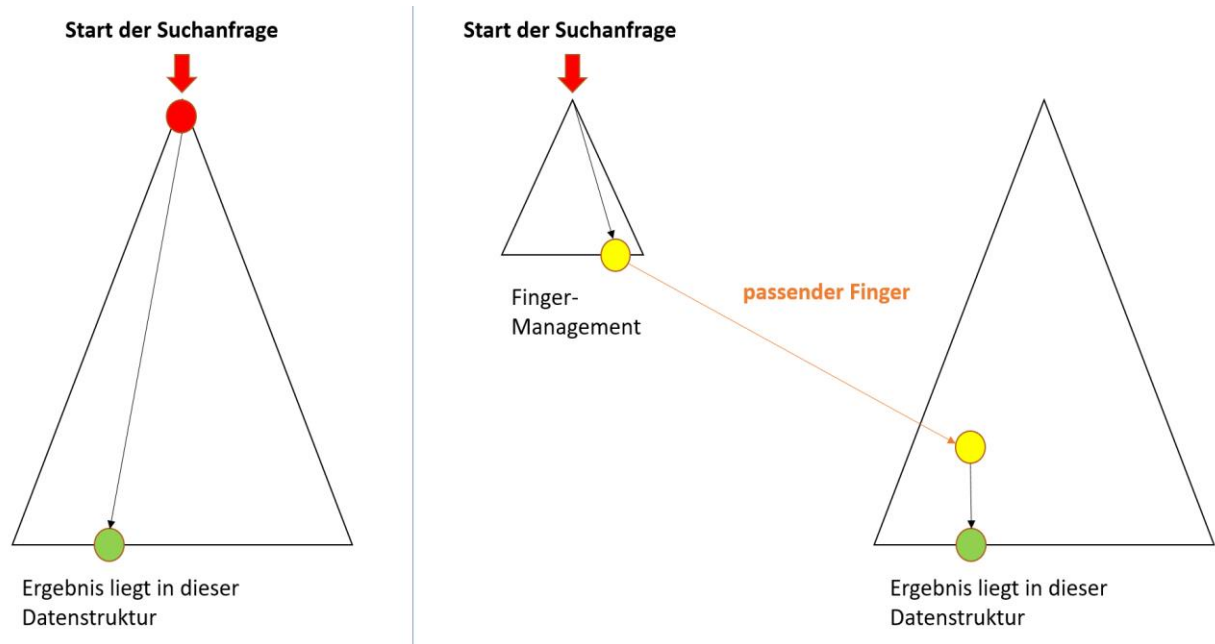 Start der Suchanfrage
Ergebnis liegt in dieser
Datenstruktur
Start der Suchanfrage
Finger-
Management
passender Finger
Ergebnis liegt in dieser
Datenstruktur